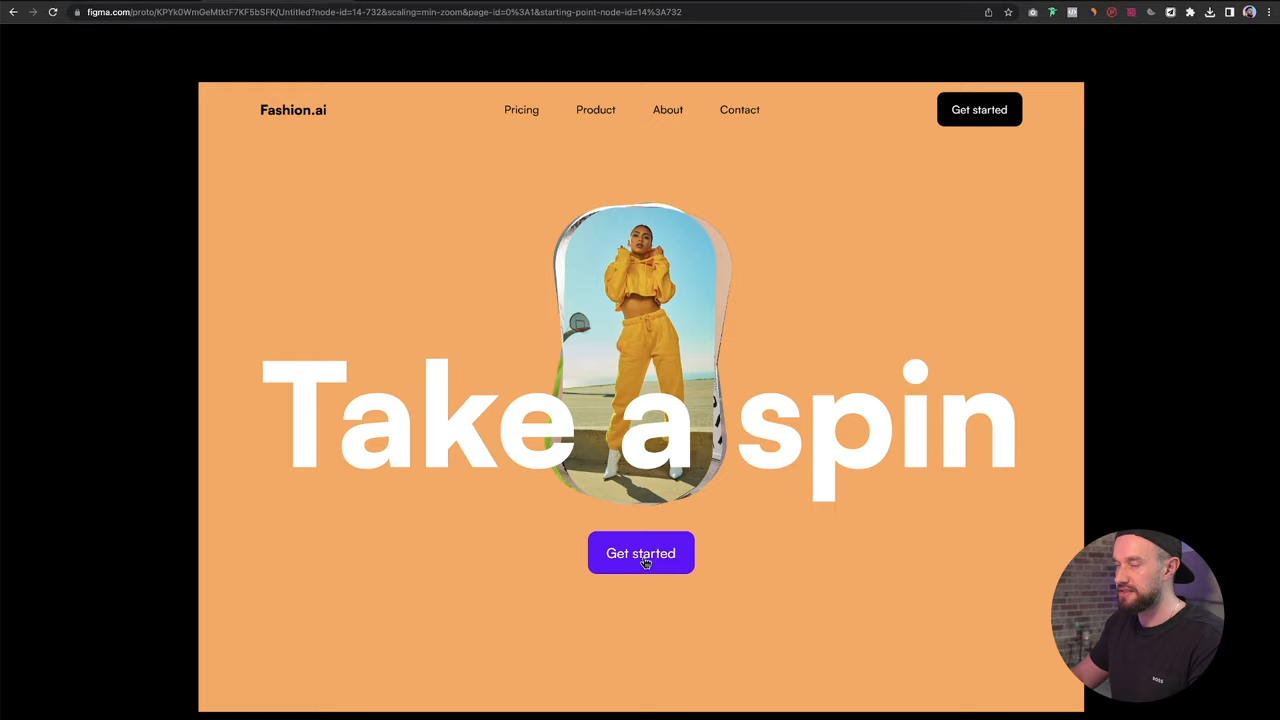 figma.com/proto/KPYk0WmGeMtktF7KF5bSFK/Untitled?node-id=14-732&scaling=min-zoom&page-id=0%3A1&starting-point-node-id=14%3A732
Fashion.ai
Pricing
Product
About
Contact
Get started
Take a spin
Get started
BOSS